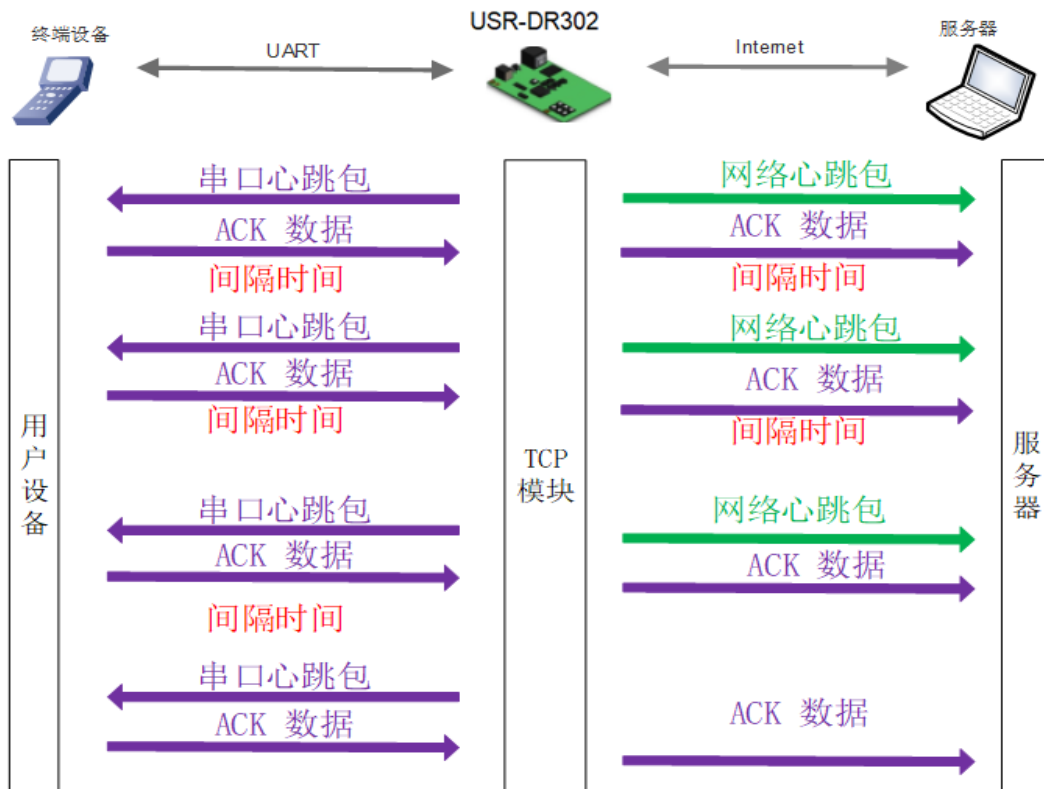 终端设备
USR-DR302
服务器
UART
Internet
串口心跳包
网络心跳包
ACK 数据
ACK 数据
间隔时间
间隔时间
串口心跳包
网络心跳包
ACK 数据
ACK 数据
间隔时间
间隔时间
用户设备
TCP
模块
服务器
串口心跳包
网络心跳包
ACK 数据
ACK 数据
间隔时间
串口心跳包
ACK 数据
ACK 数据